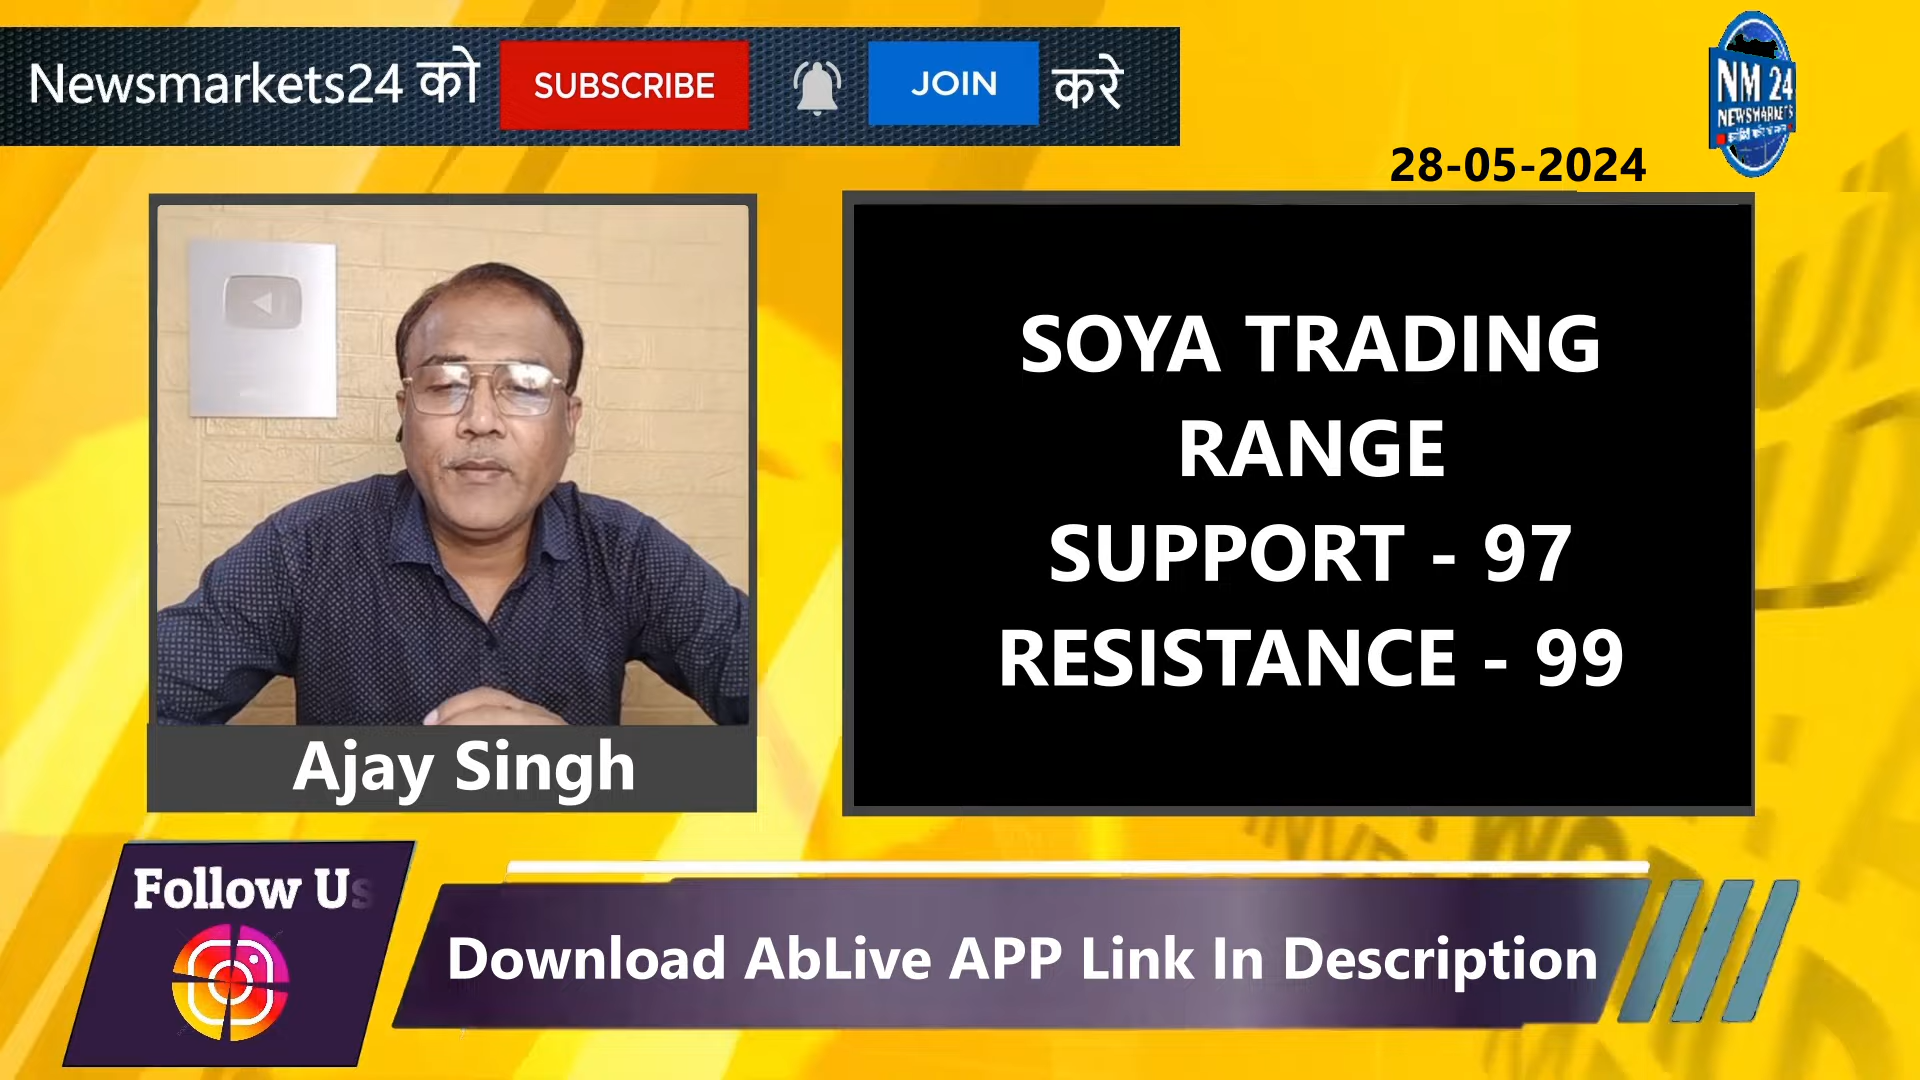 Newsmarkets24 को SUBSCRIBE JOIN करे
NM 24
NEWSMARKETS
28-05-2024
SOYA TRADING
RANGE
SUPPORT - 97
RESISTANCE - 99
Ajay Singh
Follow Us
Download AbLive APP Link In Description